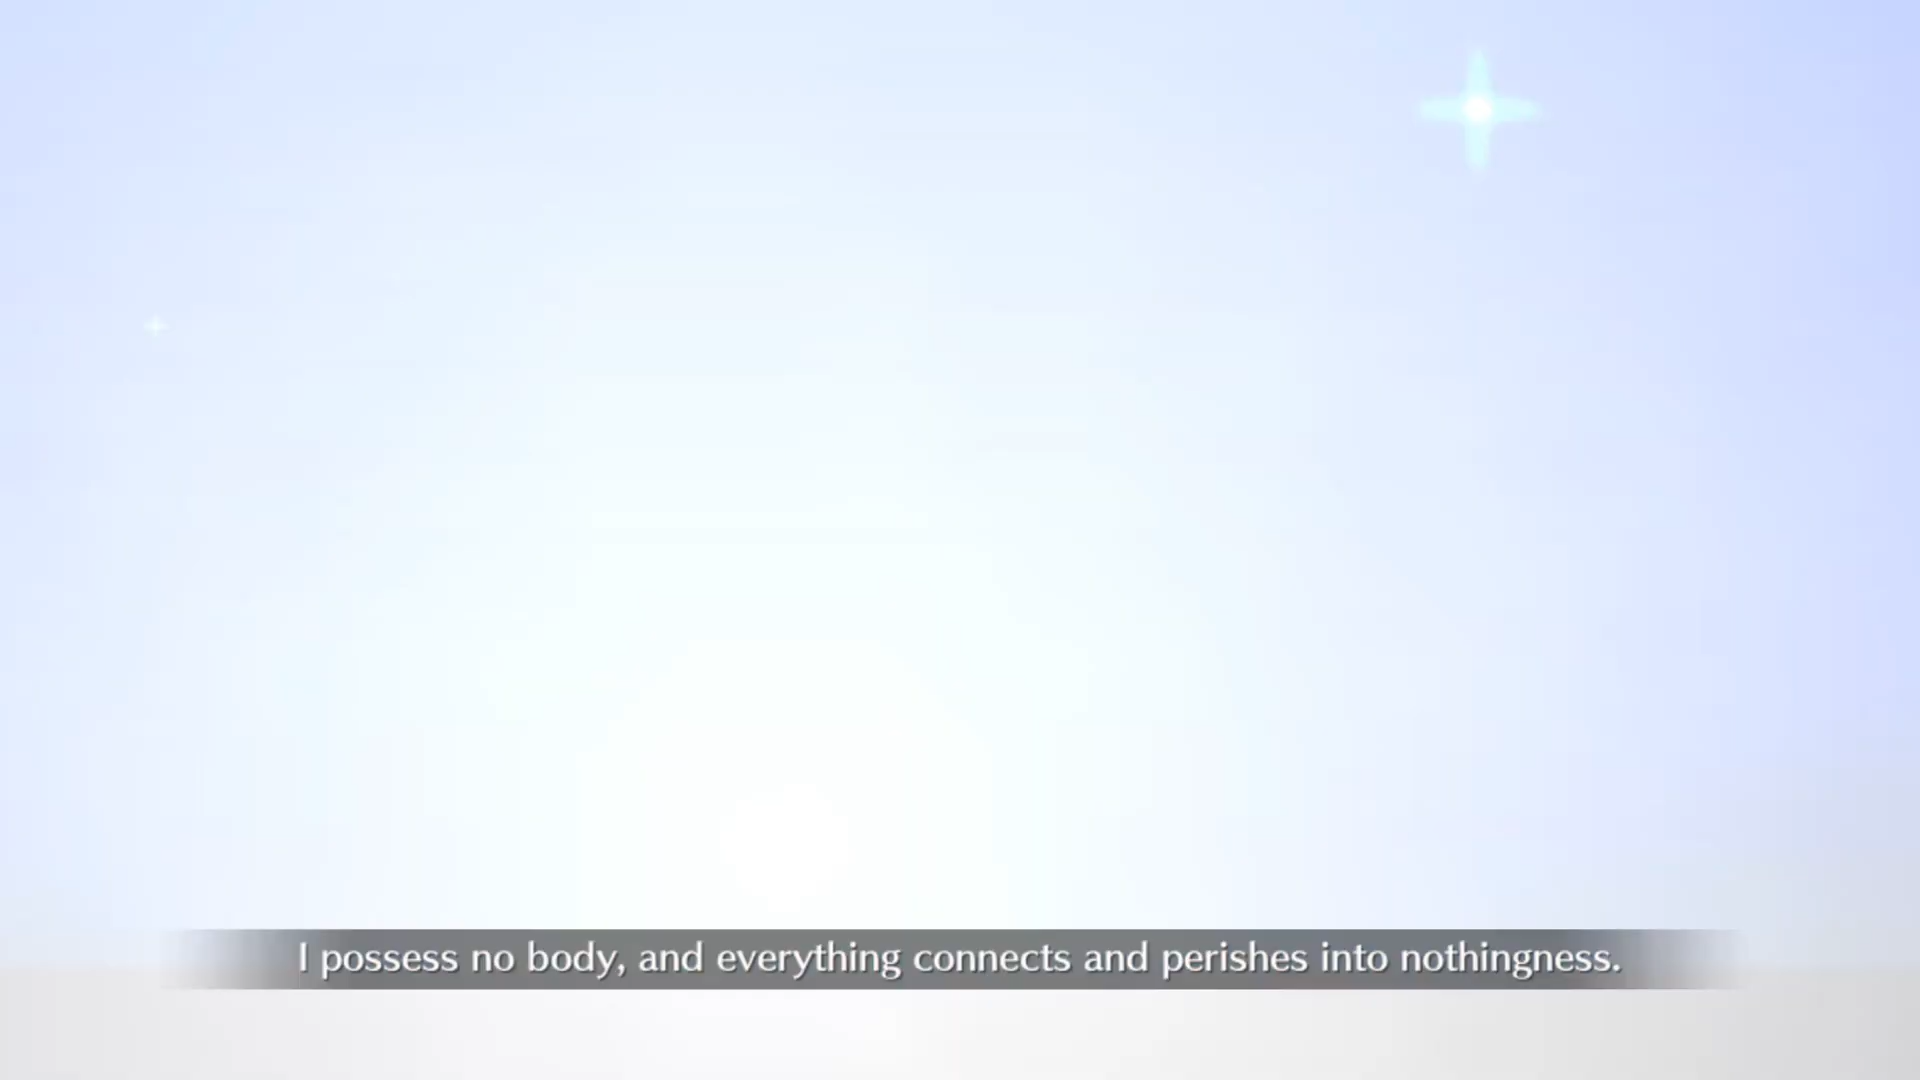 I possess no body, and everything connects and perishes into nothingness.